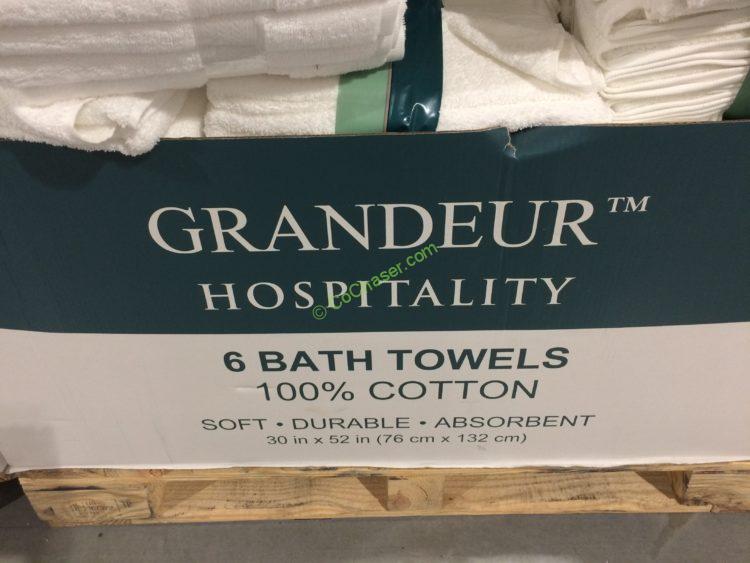 GRANDEUR™
© CoChaser.com
HOSPITALITY
6 BATH TOWELS
100% COTTON
SOFT • DURABLE • ABSORBENT
30 in x 52 in (76 cm x 132 cm)